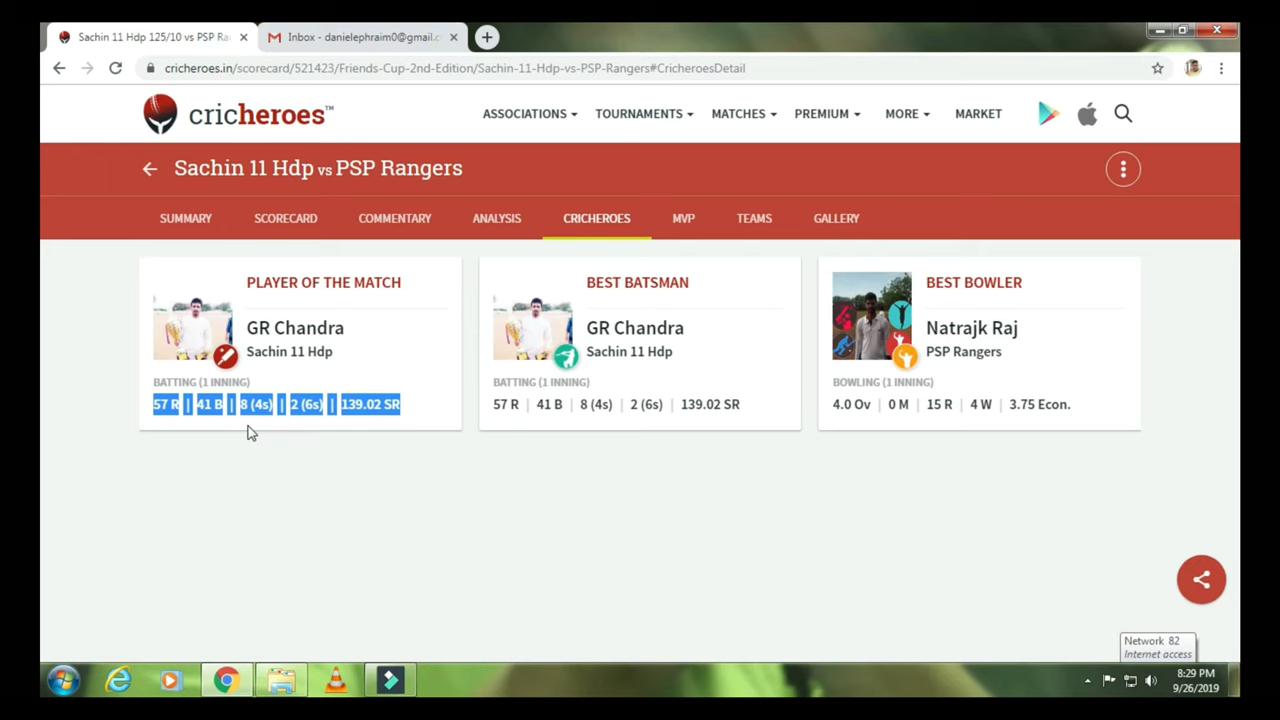 Sachin 11 Hdp 125/10 vs PSP Ra
Inbox - danielephraim0@gmail.c
cricheroes.in/scorecard/521423/Friends-Cup-2nd-Edition/Sachin-11-Hdp-vs-PSP-Rangers#CricheroesDetail
cricheroes™
ASSOCIATIONS TOURNAMENTS MATCHES PREMIUM MORE MARKET
Sachin 11 Hdp vs PSP Rangers
SUMMARY SCORECARD COMMENTARY ANALYSIS CRICHEROES MVP TEAMS GALLERY
PLAYER OF THE MATCH
GR Chandra
Sachin 11 Hdp
BATTING (1 INNING)
57 R | 41 B | 8 (4s) | 2 (6s) | 139.02 SR
BEST BATSMAN
GR Chandra
Sachin 11 Hdp
BATTING (1 INNING)
57 R | 41 B | 8 (4s) | 2 (6s) | 139.02 SR
BEST BOWLER
Natrajk Raj
PSP Rangers
BOWLING (1 INNING)
4.0 Ov | 0 M | 15 R | 4 W | 3.75 Econ.
Network 82
Internet access
8:29 PM
9/26/2019